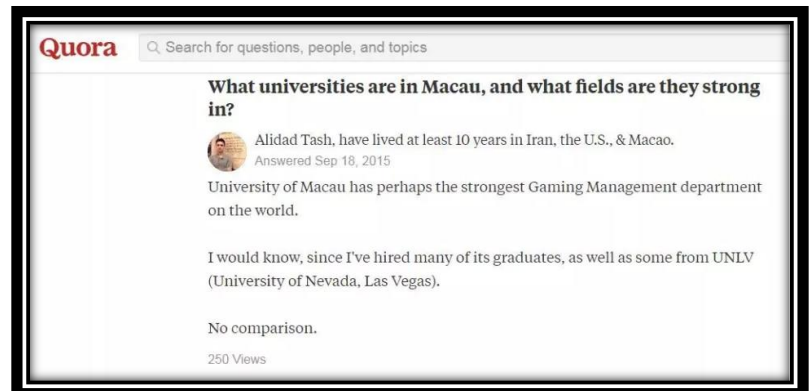 Quora
Search for questions, people, and topics
What universities are in Macau, and what fields are they strong
in?
Alidad Tash, have lived at least 10 years in Iran, the U.S., & Macao.
Answered Sep 18, 2015
University of Macau has perhaps the strongest Gaming Management department
on the world.
I would know, since I've hired many of its graduates, as well as some from UNLV
(University of Nevada, Las Vegas).
No comparison.
250 Views